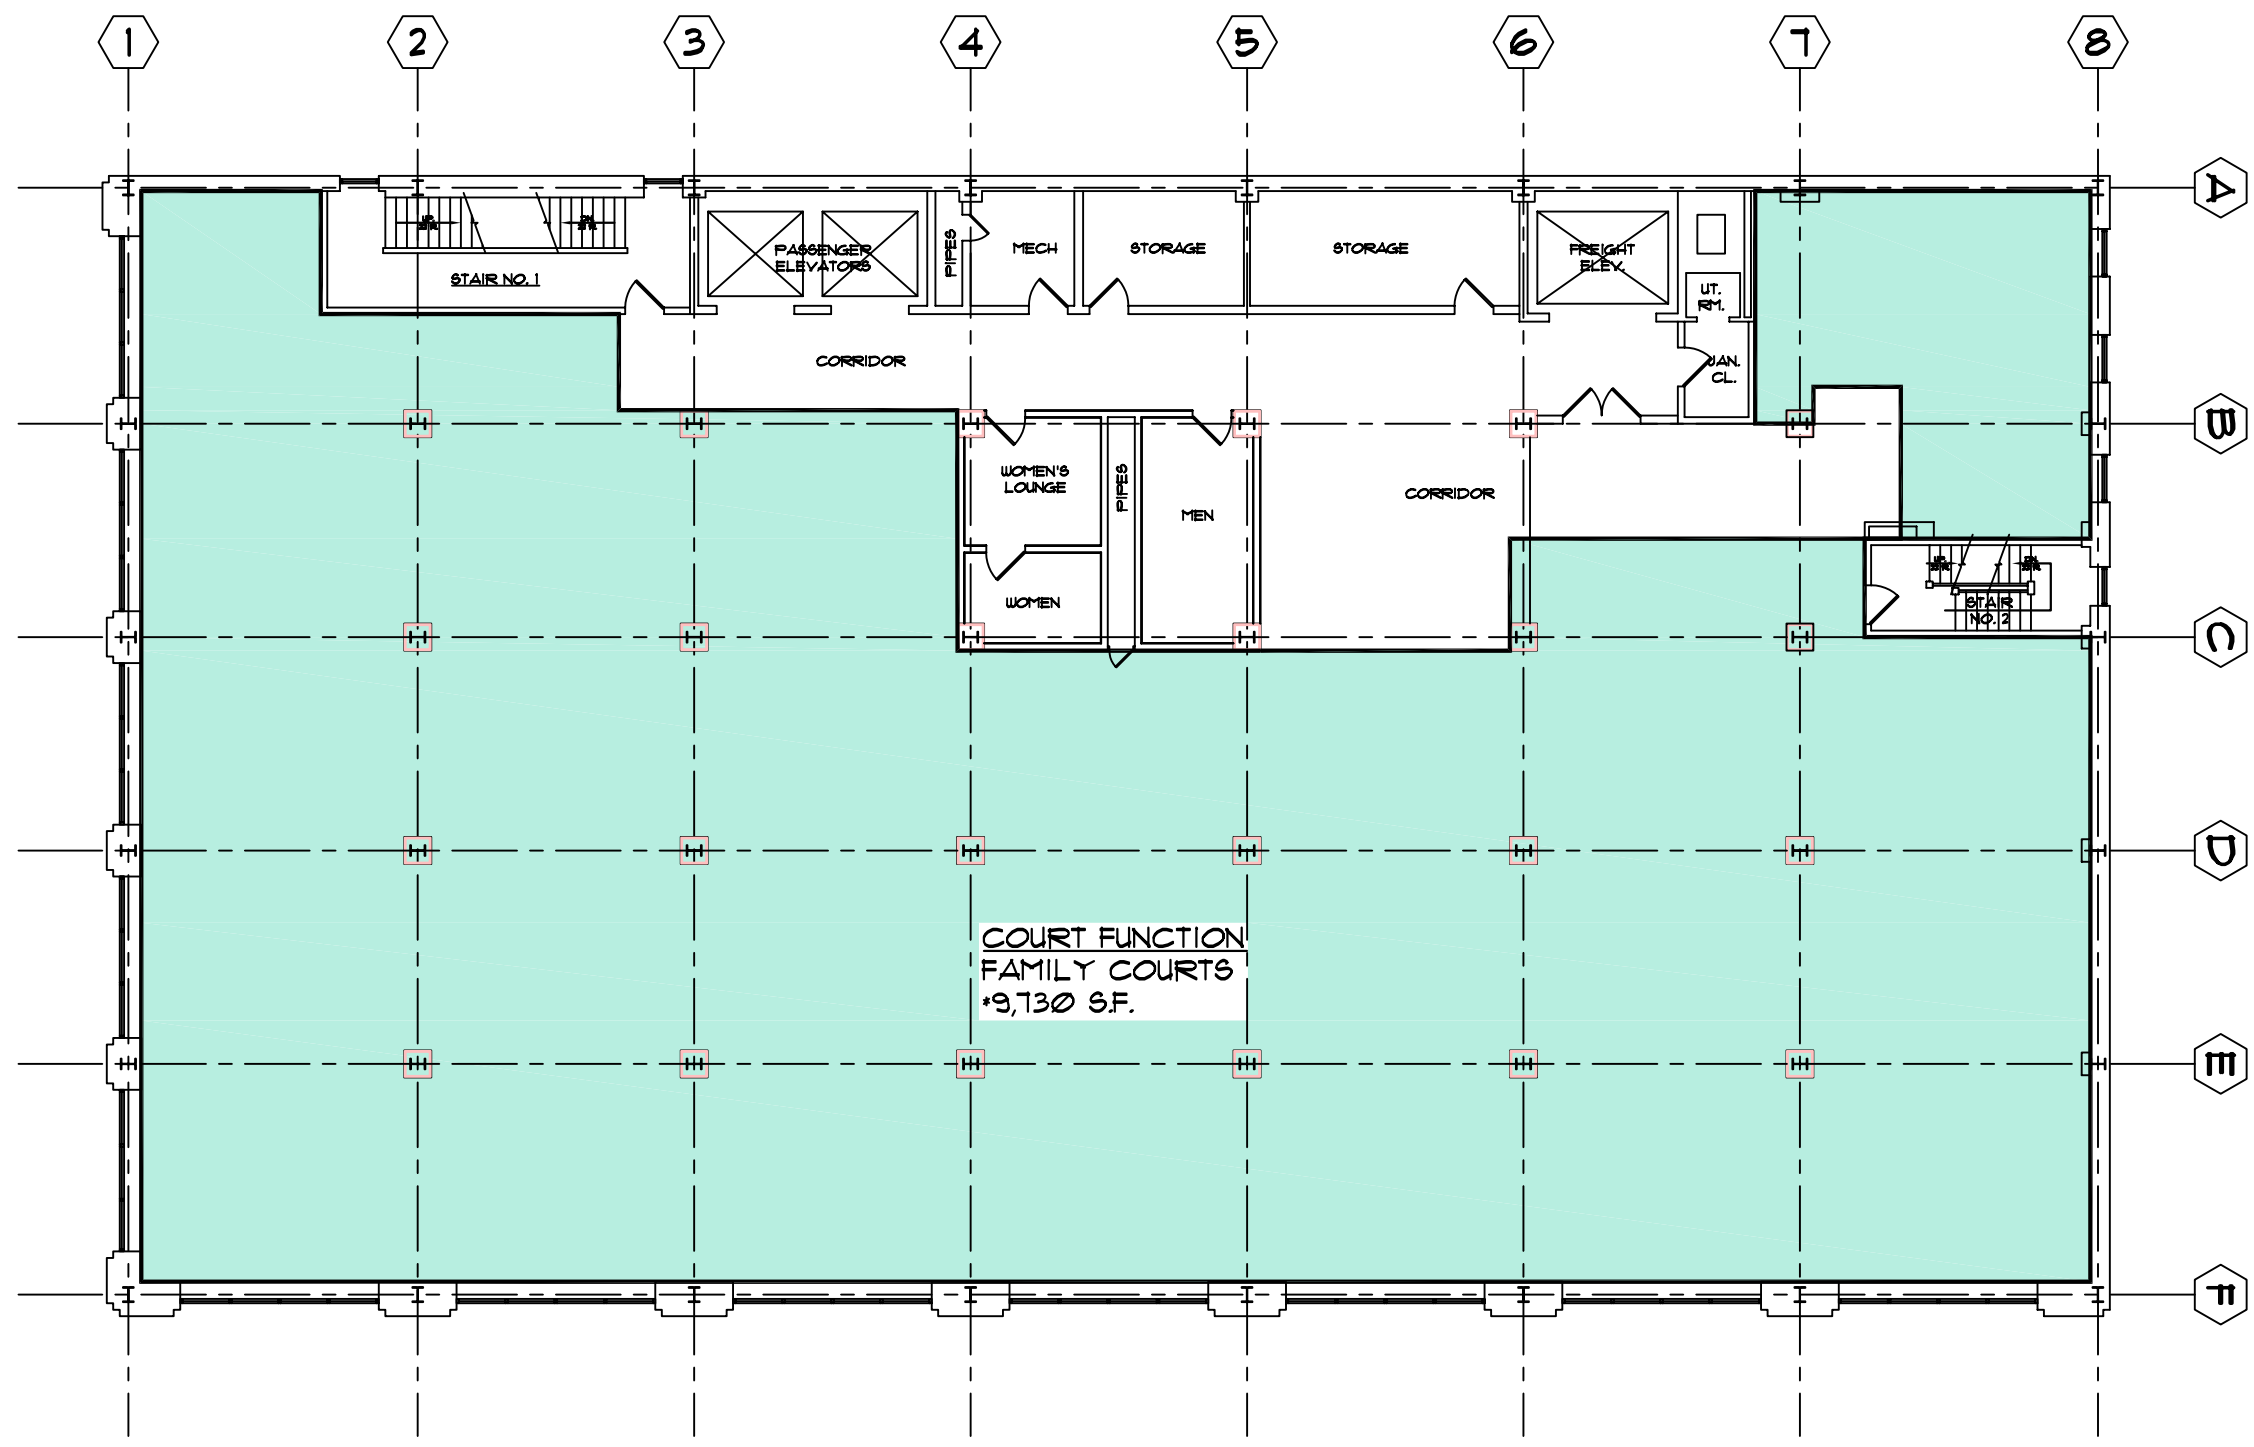 1 2 3 4 5 6 7 8
A
PASSENGER
ELEVATORS
PIPES
MECH
STORAGE
STORAGE
FREIGHT
ELEV.
STAIR NO. 1
UT.
RM.
CORRIDOR
JAN.
CL.
B
WOMEN'S
LOUNGE
PIPES
MEN
CORRIDOR
WOMEN
STAIR
NO. 2
C
D
COURT FUNCTION
FAMILY COURTS
*9,730 S.F.
E
F